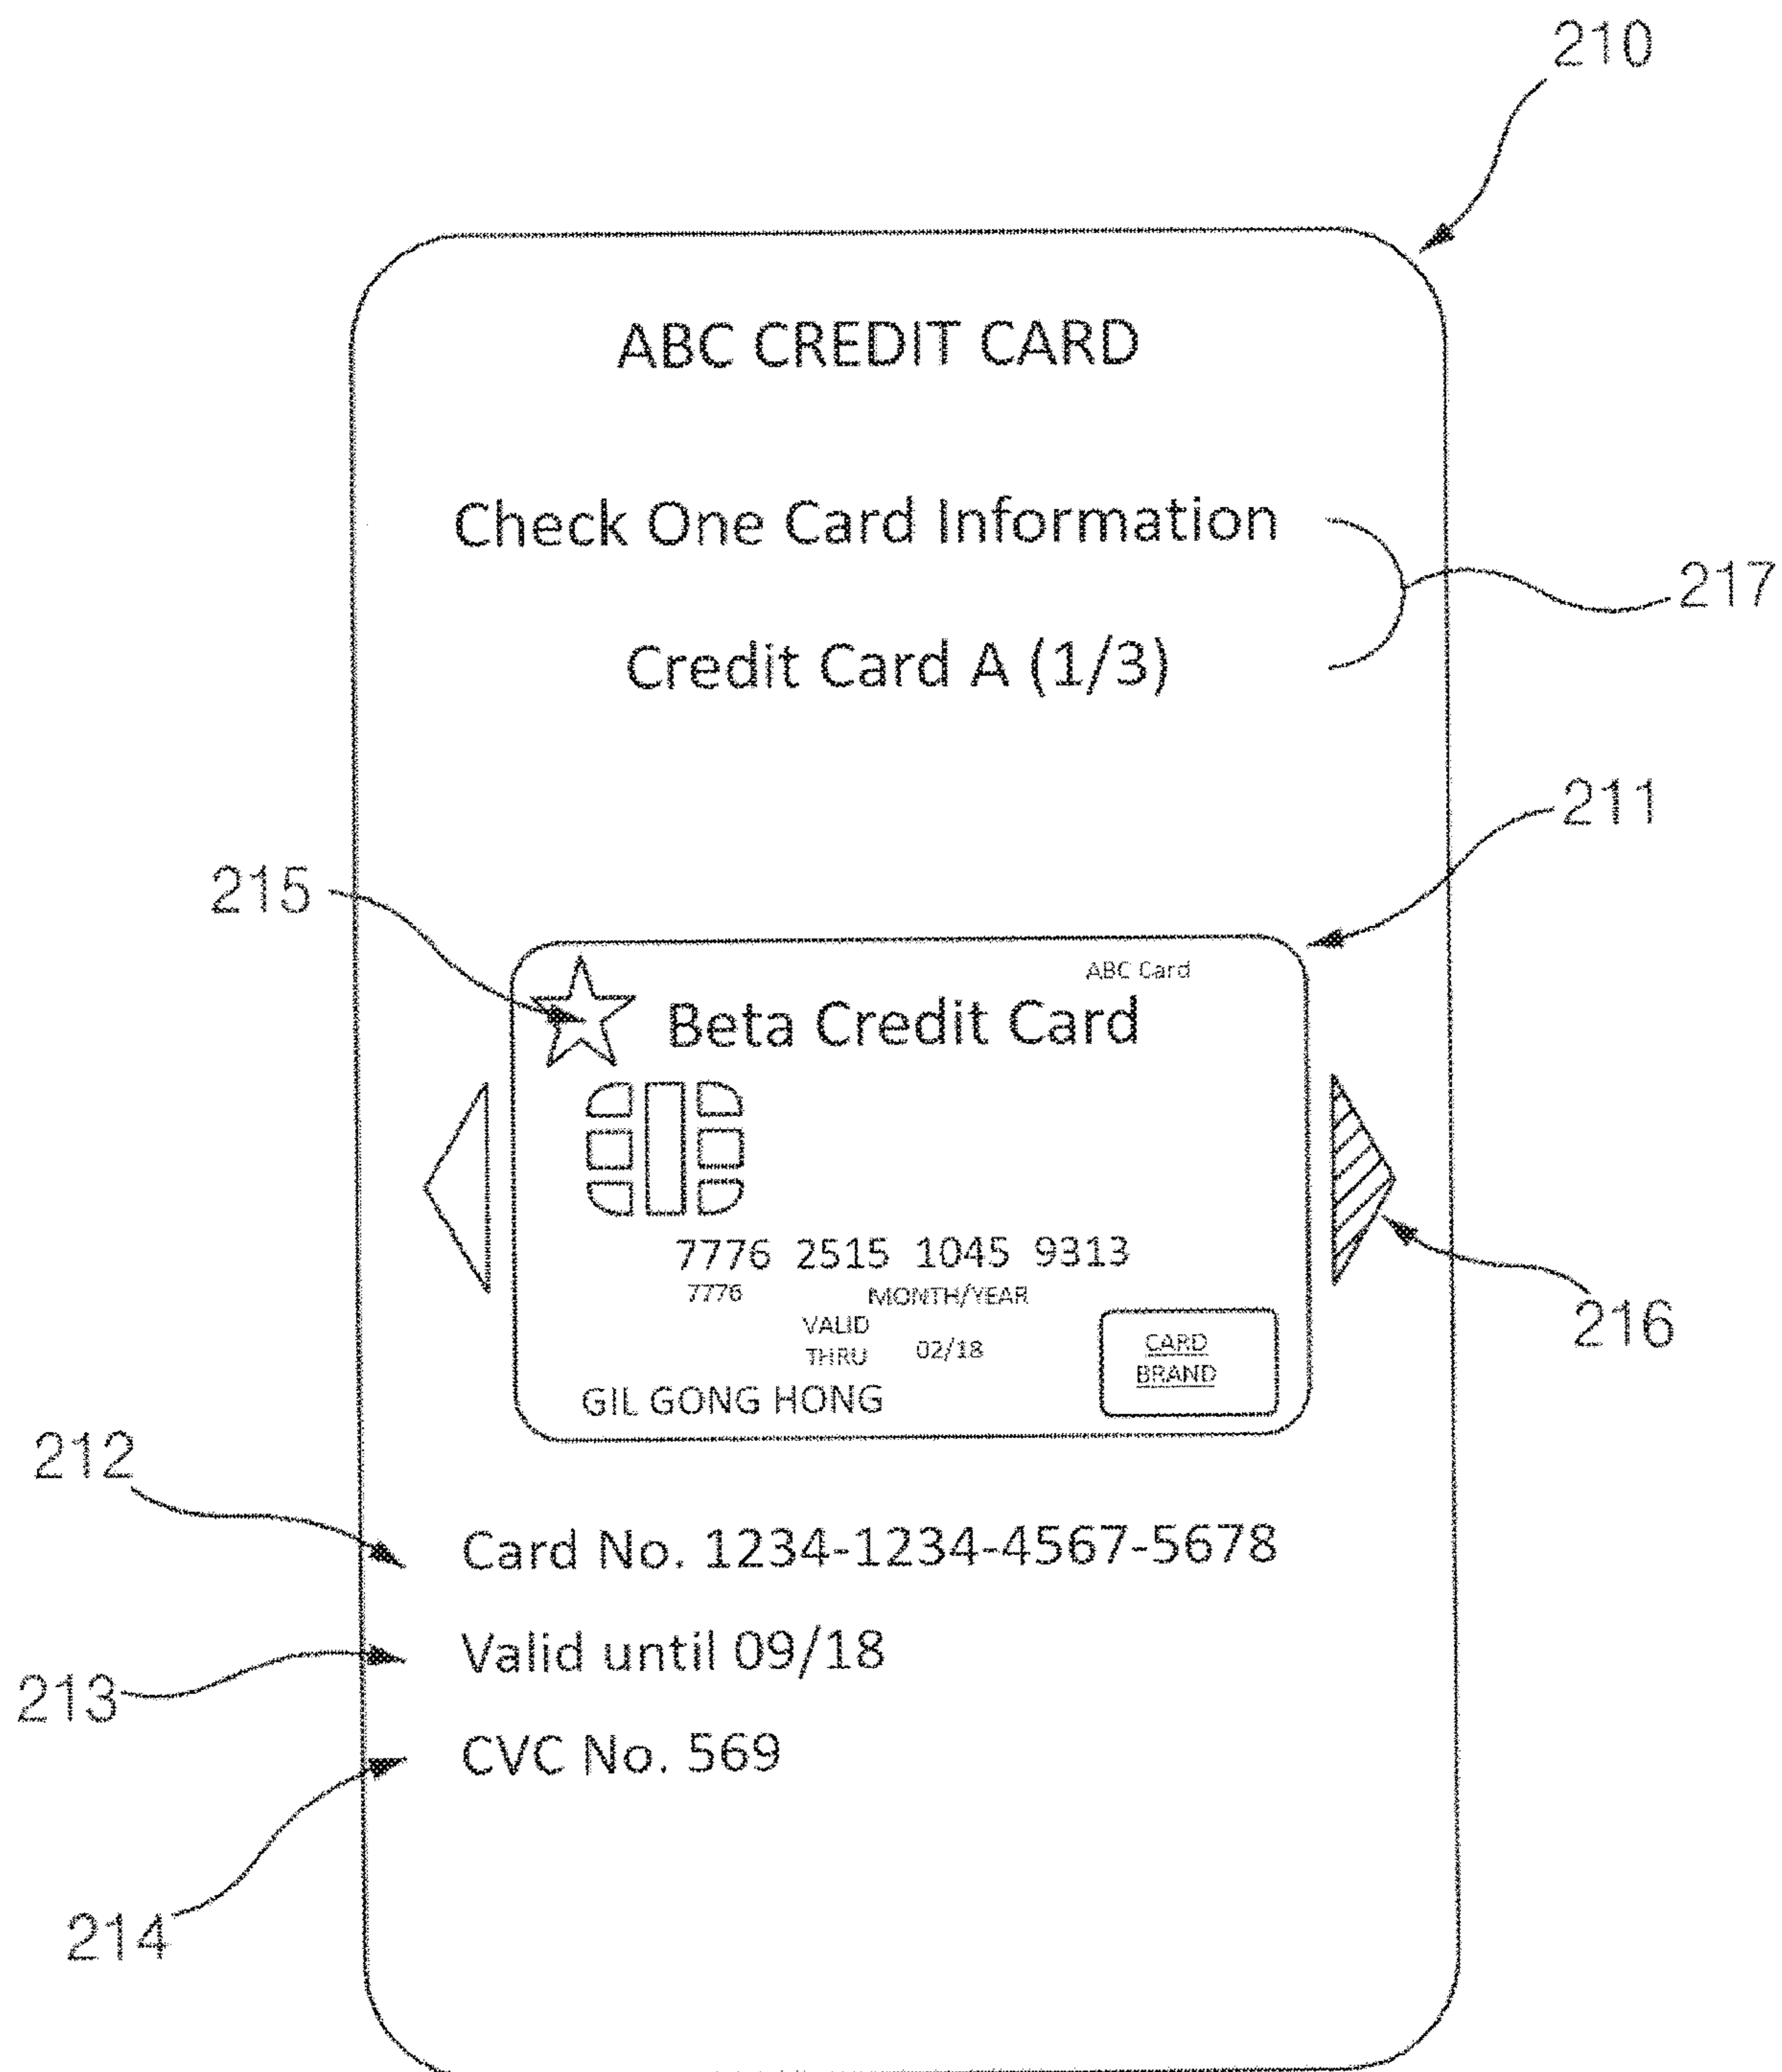 210
ABC CREDIT CARD
Check One Card Information
217
Credit Card A (1/3)
211
215
ABC Card
Beta Credit Card
7776 2515 1045 9313
7776 MONTH/YEAR
VALID
THRU 02/18
CARD
BRAND
216
GIL GONG HONG
212
Card No. 1234-1234-4567-5678
Valid until 09/18
213
CVC No. 569
214